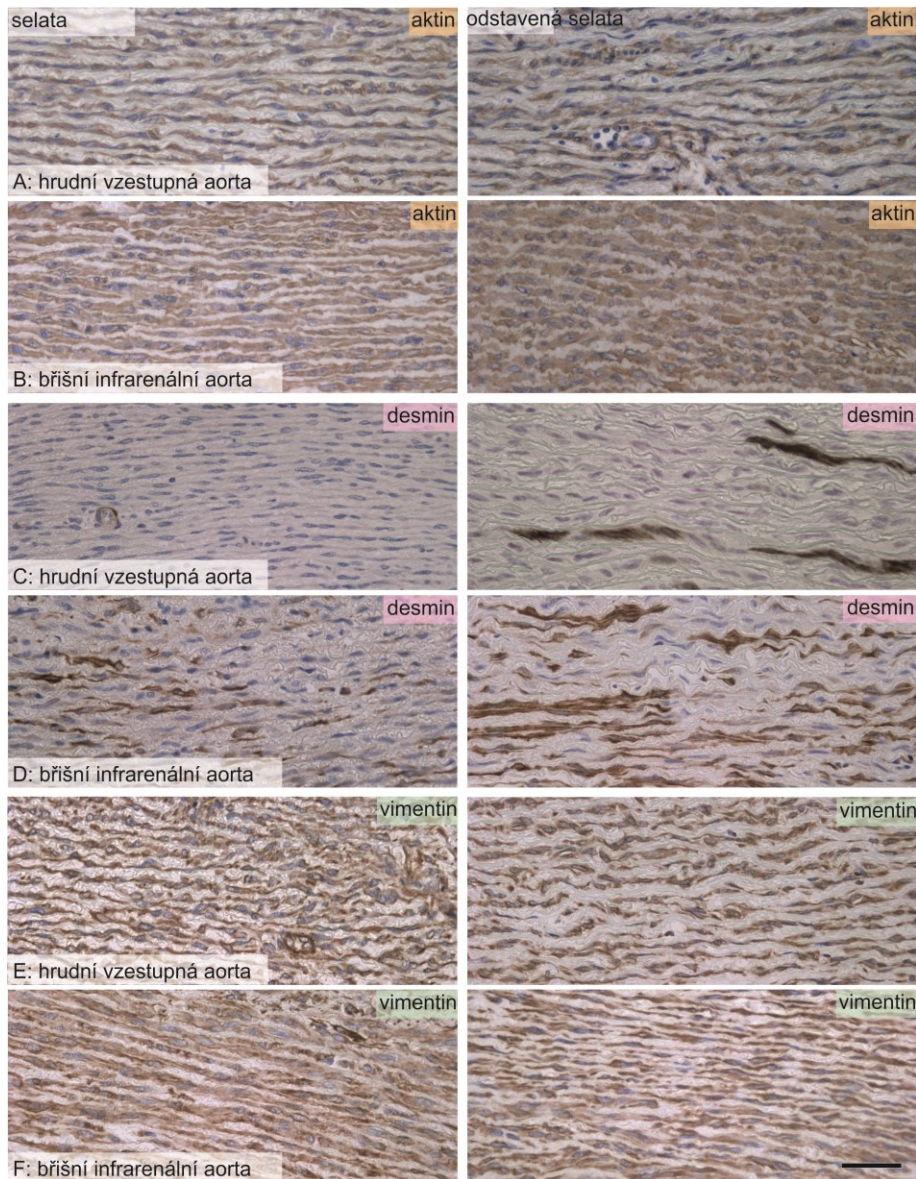 selata
aktin
odstavená selata
aktin
A: hrudní vzestupná aorta
aktin
aktin
B: břišní infrarenální aorta
desmin
desmin
C: hrudní vzestupná aorta
desmin
desmin
D: břišní infrarenální aorta
vimentin
vimentin
E: hrudní vzestupná aorta
vimentin
vimentin
F: břišní infrarenální aorta